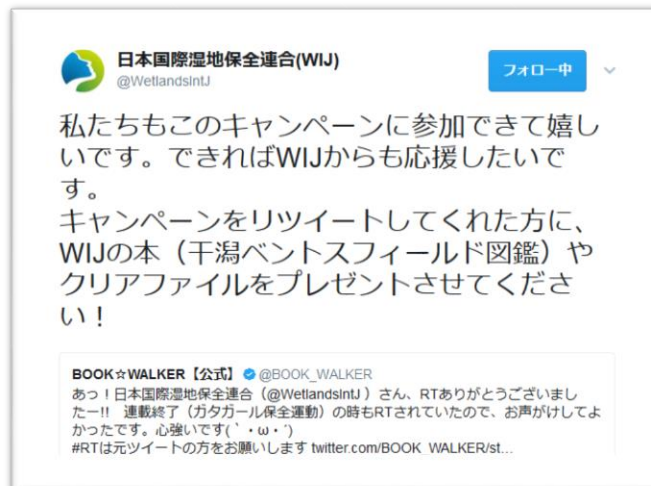 日本国際湿地保全連合(WIJ)
@WetlandsIntJ
フォロー中
私たちもこのキャンペーンに参加できて嬉し
いです。できればWIJからも応援したいで
す。
キャンペーンをリツイートしてくれた方に、
WIJの本（干潟ベントスフィールド図鑑）や
クリアファイルをプレゼントさせてくださ
い！
BOOK☆WALKER【公式】 @BOOK_WALKER
あっ！日本国際湿地保全連合（@WetlandsIntJ ）さん、RTありがとうございまし
たー!!　連載終了（ガタガール保全運動）の時もRTされていたので、お声がけしてよ
かったです。心強いです(｀・ω・´)
#RTは元ツイートの方をお願いします twitter.com/BOOK_WALKER/st…